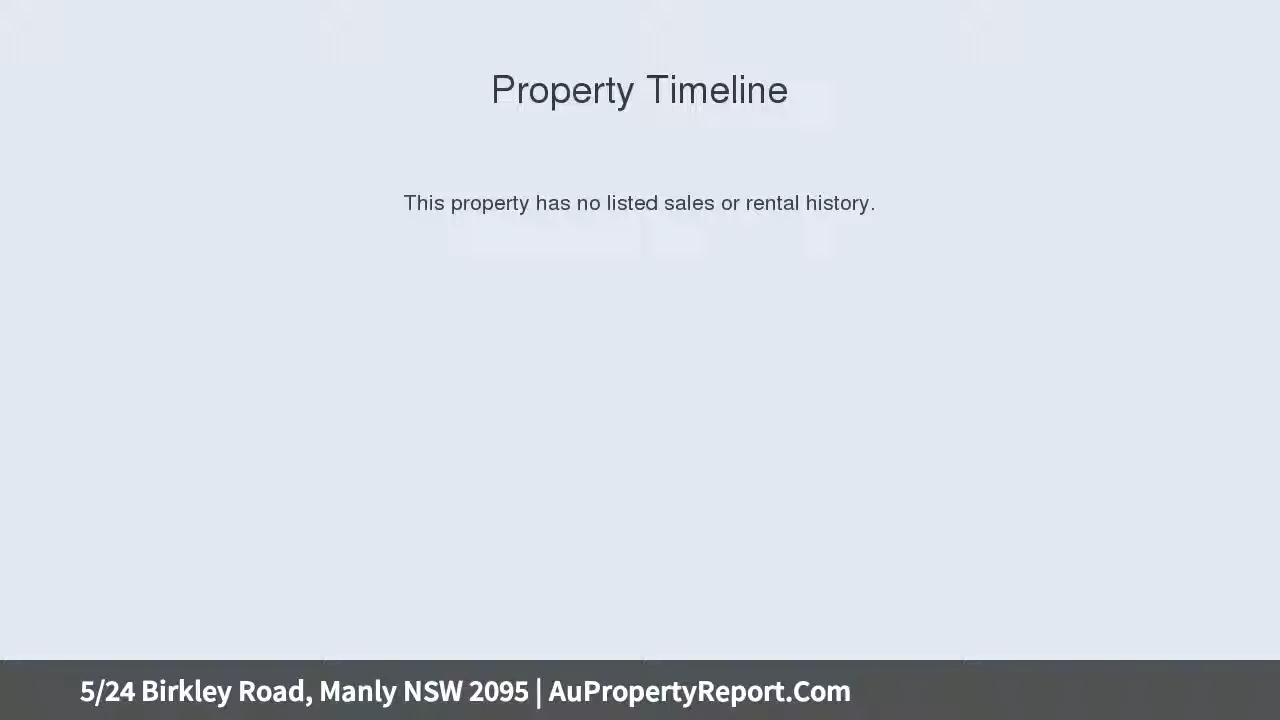 Property Timeline
This property has no listed sales or rental history.
5/24 Birkley Road, Manly NSW 2095 | AuPropertyReport.Com